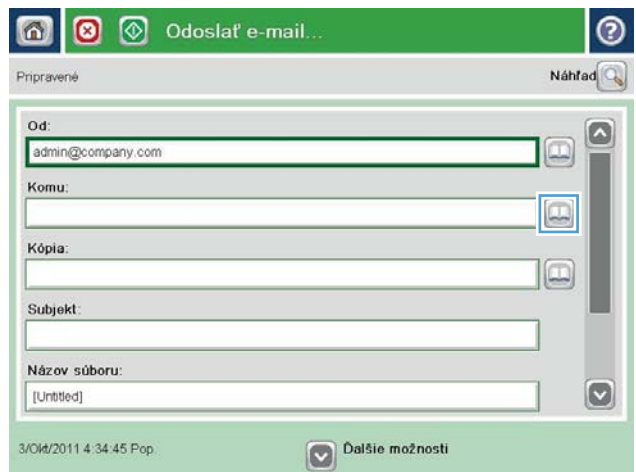 Odoslať e-mail...
Pripravené
Náhľad
Od:
admin@company.com
Komu:
Kópia:
Subjekt:
Názov súboru:
[Untitled]
3/Okt/2011 4:34:45 Pop.
Ďalšie možnosti